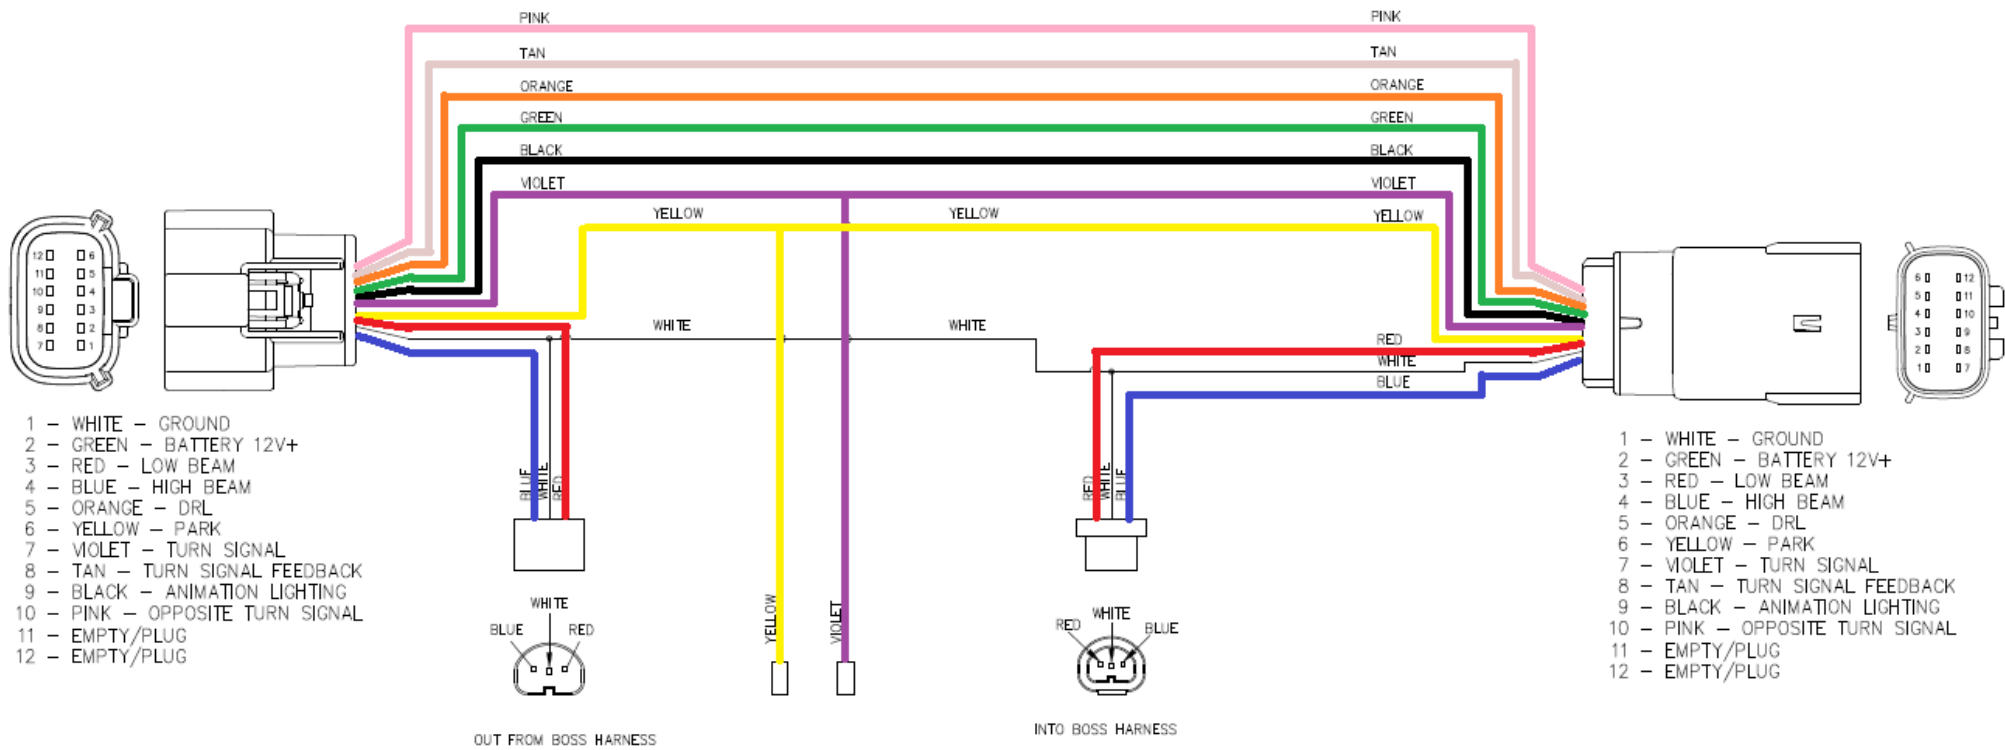 PINK PINK
TAN TAN
ORANGE ORANGE
GREEN GREEN
BLACK BLACK
VIOLET VIOLET
YELLOW YELLOW YELLOW
12 6
11 5
10 4
9 3
8 2
7 1
6 12
5 11
4 10
3 9
2 8
1 7
WHITE WHITE
RED
WHITE
BLUE
1 – WHITE – GROUND
2 – GREEN – BATTERY 12V+
3 – RED – LOW BEAM
4 – BLUE – HIGH BEAM
5 – ORANGE – DRL
6 – YELLOW – PARK
7 – VIOLET – TURN SIGNAL
8 – TAN – TURN SIGNAL FEEDBACK
9 – BLACK – ANIMATION LIGHTING
10 – PINK – OPPOSITE TURN SIGNAL
11 – EMPTY/PLUG
12 – EMPTY/PLUG
BLUE
WHITE
RED
WHITE
BLUE RED
OUT FROM BOSS HARNESS
YELLOW
VIOLET
RED
WHITE
BLUE
WHITE
RED BLUE
INTO BOSS HARNESS
1 – WHITE – GROUND
2 – GREEN – BATTERY 12V+
3 – RED – LOW BEAM
4 – BLUE – HIGH BEAM
5 – ORANGE – DRL
6 – YELLOW – PARK
7 – VIOLET – TURN SIGNAL
8 – TAN – TURN SIGNAL FEEDBACK
9 – BLACK – ANIMATION LIGHTING
10 – PINK – OPPOSITE TURN SIGNAL
11 – EMPTY/PLUG
12 – EMPTY/PLUG